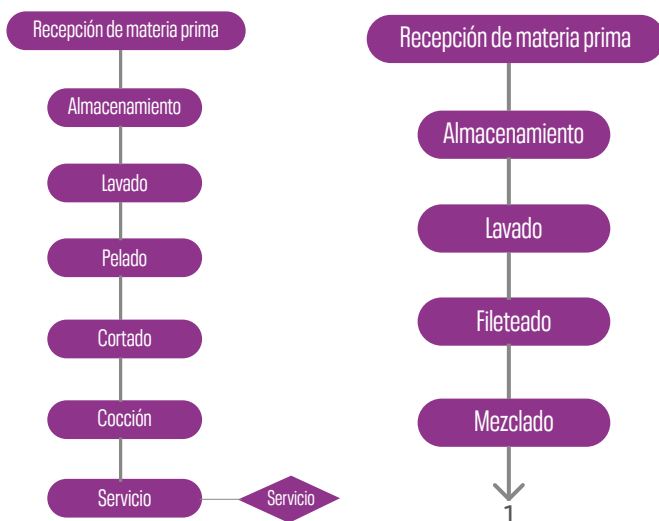 Recepción de materia prima
Almacenamiento
Lavado
Pelado
Cortado
Cocción
Servicio
Servicio
Recepción de materia prima
Almacenamiento
Lavado
Fileteado
Mezclado
1